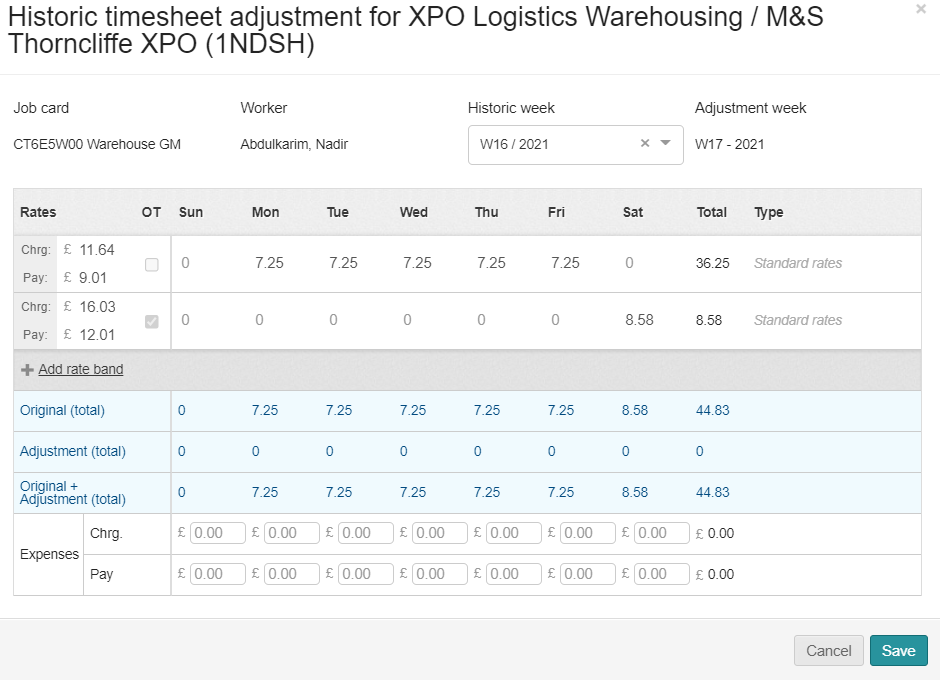 Historic timesheet adjustment for XPO Logistics Warehousing / M&S
Thorncliffe XPO (1NDSH)
×
Job card Worker Historic week Adjustment week
CT6E5W00 Warehouse GM Abdulkarim, Nadir W16 / 2021 × W17 - 2021
Rates OT Sun Mon Tue Wed Thu Fri Sat Total Type
Chrg: £ 11.64
0 7.25 7.25 7.25 7.25 7.25 0 36.25 Standard rates
Pay: £ 9.01
Chrg: £ 16.03
0 0 0 0 0 0 8.58 8.58 Standard rates
Pay: £ 12.01
Add rate band
Original (total) 0 7.25 7.25 7.25 7.25 7.25 8.58 44.83
Adjustment (total) 0 0 0 0 0 0 0 0
Original +
Adjustment (total) 0 7.25 7.25 7.25 7.25 7.25 8.58 44.83
Expenses
Chrg. £ 0.00 £ 0.00 £ 0.00 £ 0.00 £ 0.00 £ 0.00 £ 0.00 £ 0.00
Pay £ 0.00 £ 0.00 £ 0.00 £ 0.00 £ 0.00 £ 0.00 £ 0.00 £ 0.00
Cancel Save